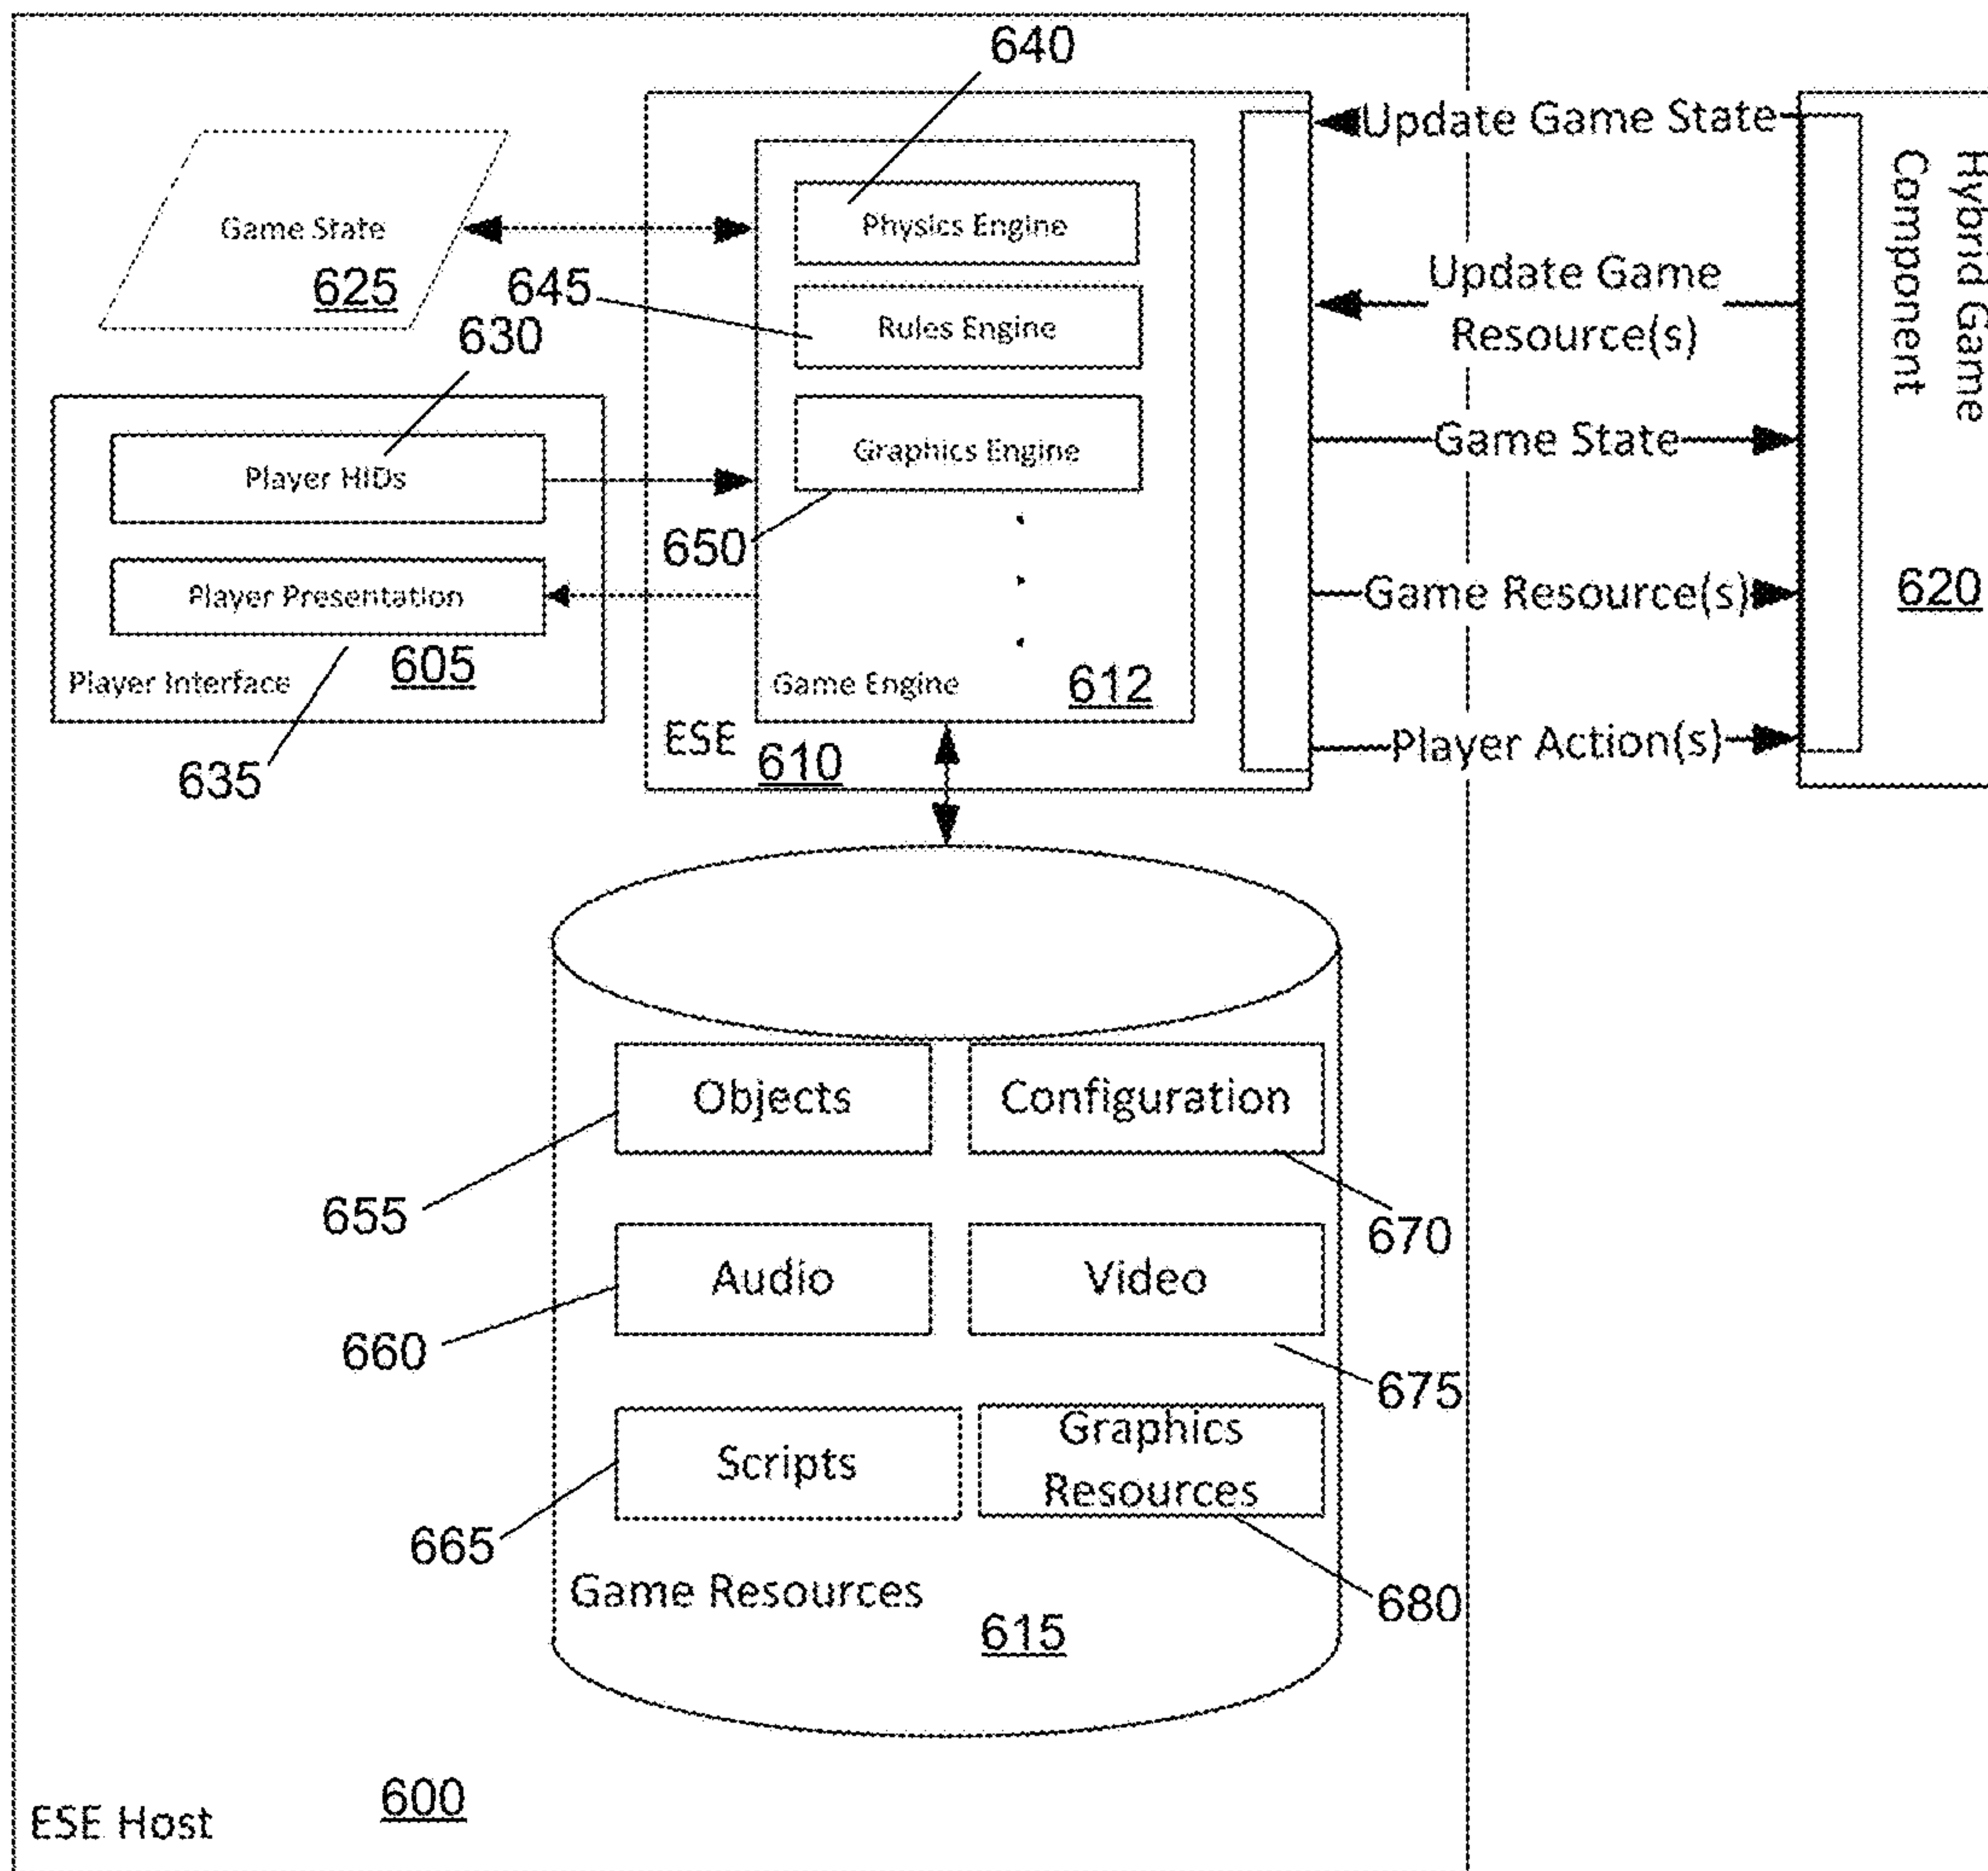 640
Update Game State
Hybrid Game
Component
Game State
625
Physics Engine
645
Rules Engine
Update Game
Resource(s)
630
Player HIDs
Graphics Engine
650
Game State
Player Presentation
605
Player Interface
635
Game Engine
612
ESE
610
Game Resource(s)
620
Player Action(s)
Objects
Configuration
655
670
Audio
Video
660
675
Scripts
Graphics
Resources
665
680
Game Resources
615
ESE Host
600